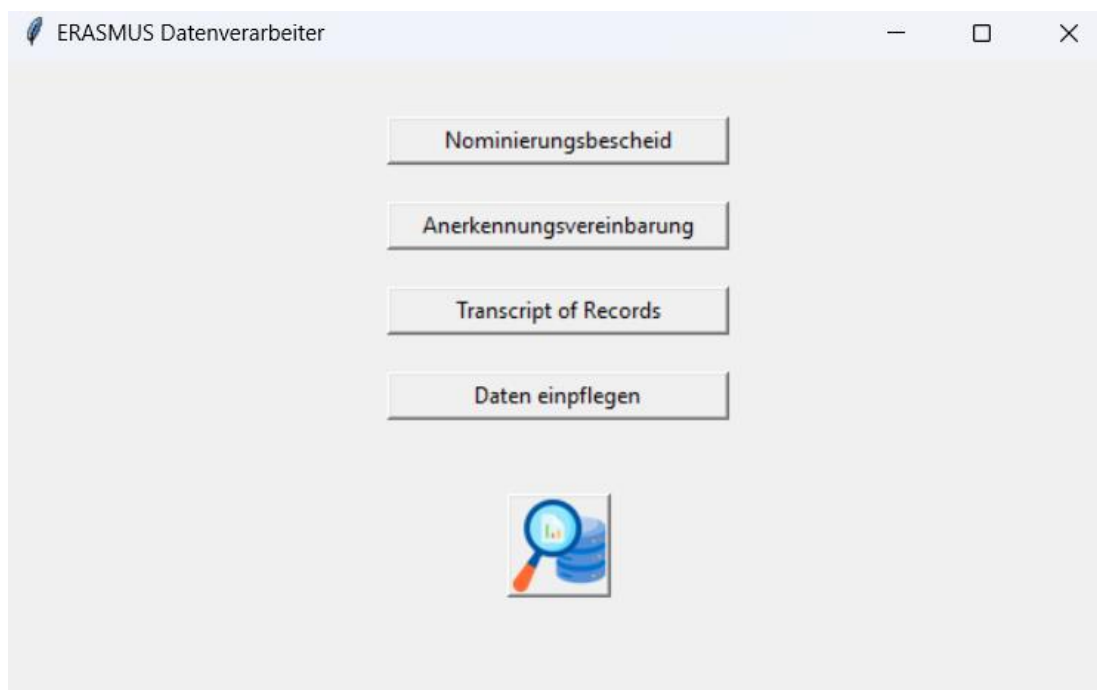 ERASMUS Datenverarbeiter
Nominierungsbescheid
Anerkennungsvereinbarung
Transcript of Records
Daten einpflegen